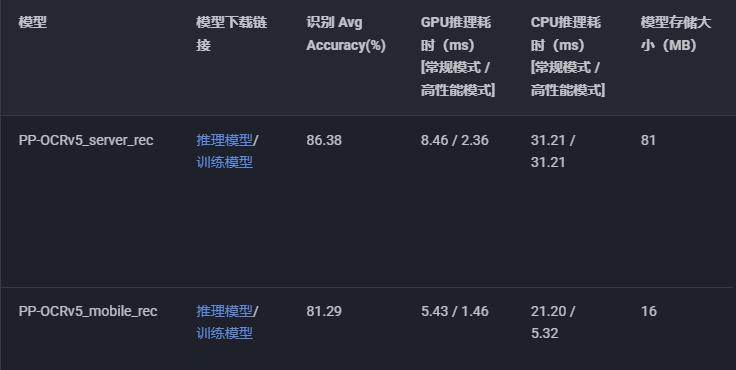 模型
模型下载链
接
识别 Avg
Accuracy(%)
GPU推理耗
时（ms）
[常规模式 /
高性能模式]
CPU推理耗
时（ms）
[常规模式 /
高性能模式]
模型存储大
小（MB）
PP-OCRv5_server_rec
推理模型/
训练模型
86.38
8.46 / 2.36
31.21 /
31.21
81
PP-OCRv5_mobile_rec
推理模型/
训练模型
81.29
5.43 / 1.46
21.20 /
5.32
16